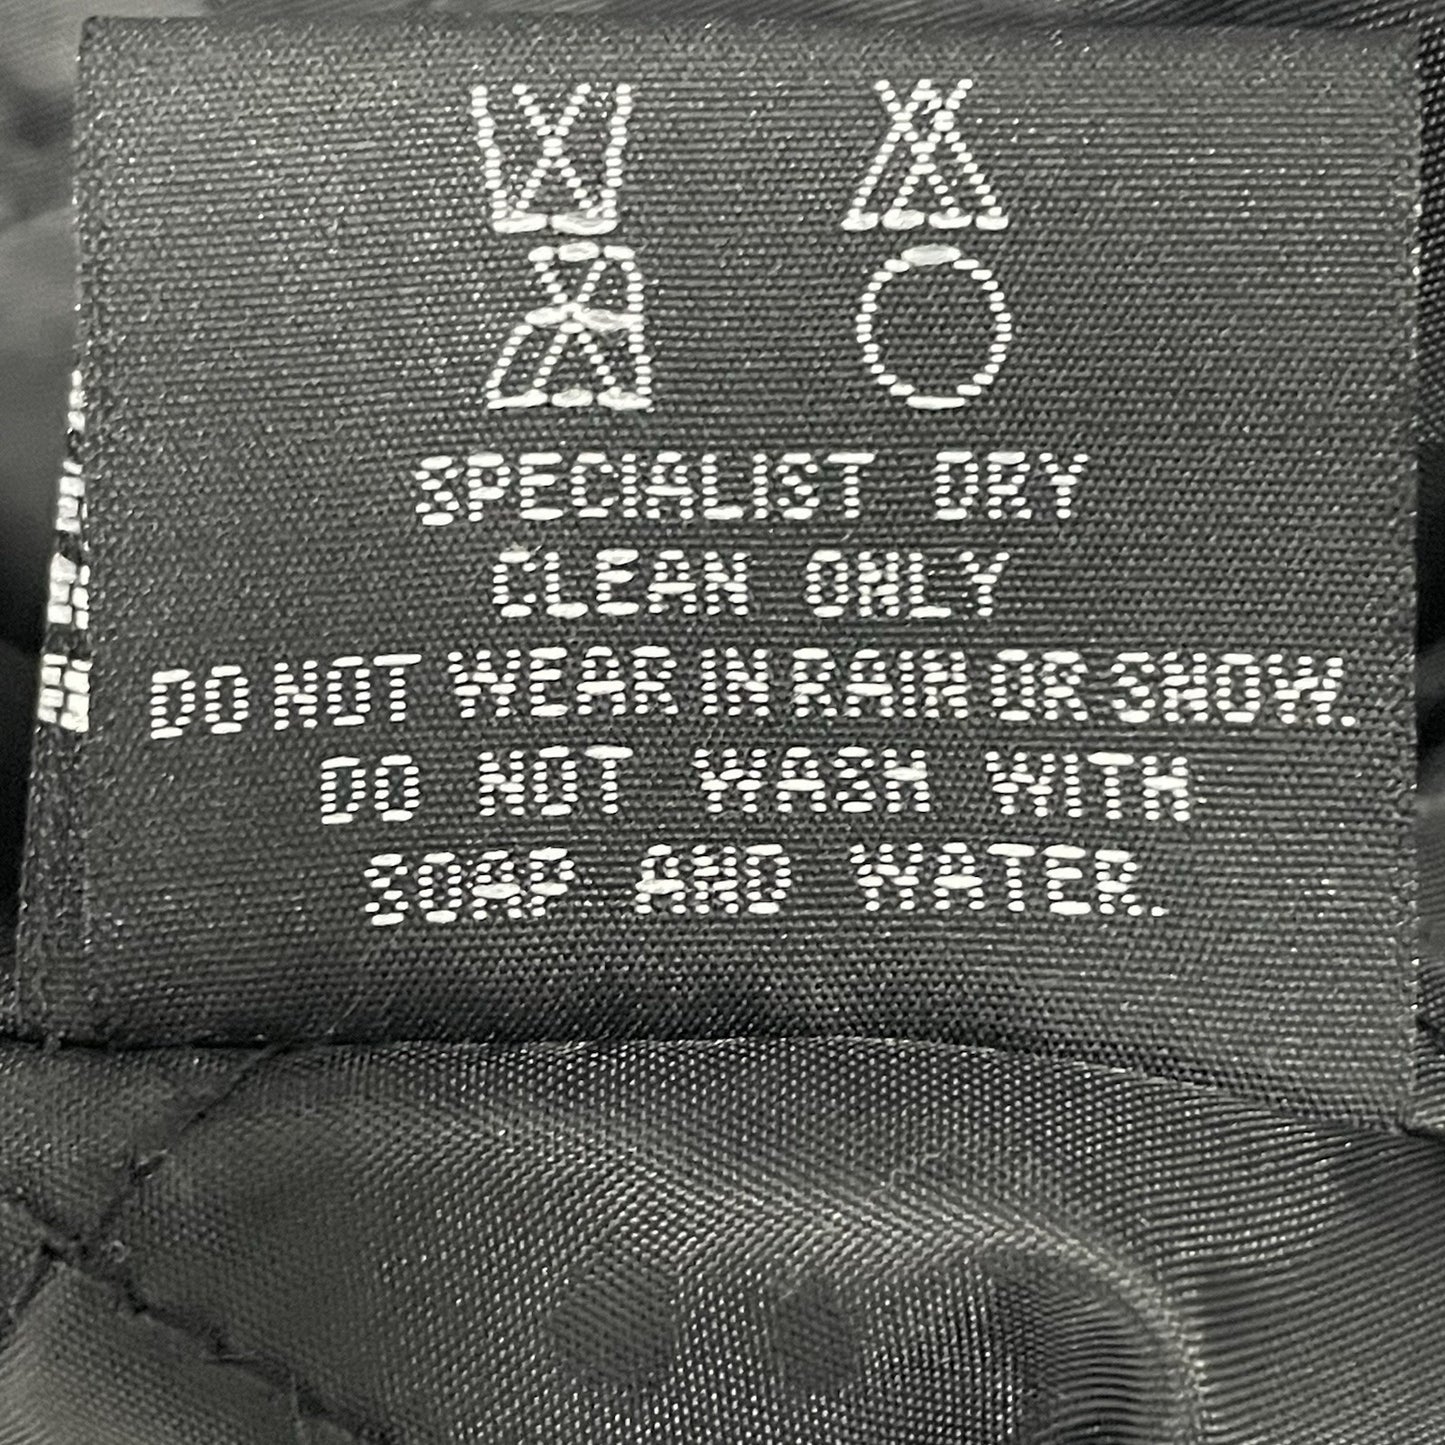 SPECIALIST DRY
CLEAN ONLY
DO NOT WEAR IN RAIN OR SNOW.
DO NOT WASH WITH
SOAP AND WATER.